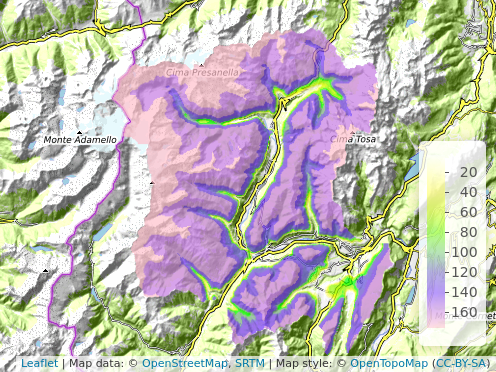 Cima Presanella
Monte Adamello
Cima Tosa
20
40
60
80
100
120
140
160
Leaflet | Map data: © OpenStreetMap, SRTM | Map style: © OpenTopoMap (CC-BY-SA)